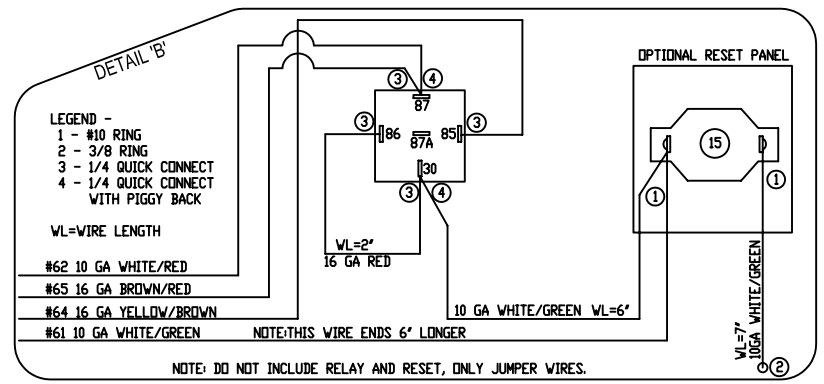 DETAIL 'B'
OPTIONAL RESET PANEL
3
4
87
LEGEND -
1 - #10 RING
2 - 3/8 RING
3 - 1/4 QUICK CONNECT
4 - 1/4 QUICK CONNECT
WITH PIGGY BACK
WL=WIRE LENGTH
3
86
87A
85
3
30
3
4
15
1
1
WL=2"
16 GA RED
#62 10 GA WHITE/RED
#65 16 GA BROWN/RED
#64 16 GA YELLOW/BROWN
10 GA WHITE/GREEN WL=6"
#61 10 GA WHITE/GREEN
NOTE:THIS WIRE ENDS 6" LONGER
WL=7"
10GA WHITE/GREEN
2
NOTE: DO NOT INCLUDE RELAY AND RESET, ONLY JUMPER WIRES.